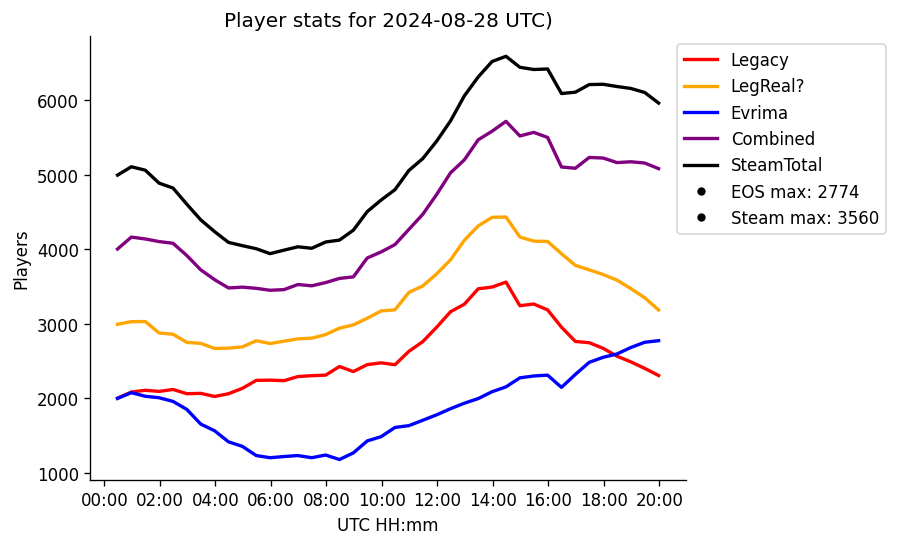 Player stats for 2024-08-28 UTC)
Legacy
LegReal?
Evrima
Combined
SteamTotal
EOS max: 2774
Steam max: 3560
Players
6000
5000
4000
3000
2000
1000
00:00 02:00 04:00 06:00 08:00 10:00 12:00 14:00 16:00 18:00 20:00
UTC HH:mm